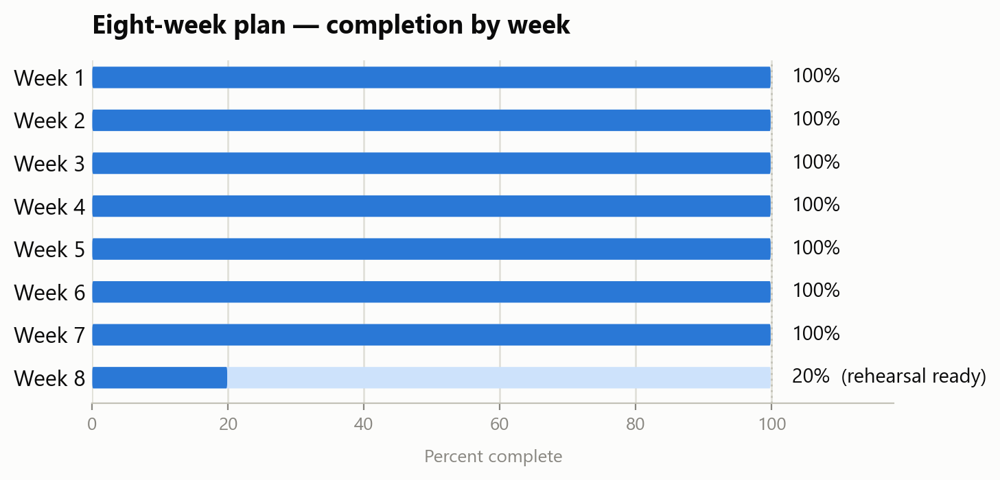 Eight-week plan — completion by week
Week 1 100%
Week 2 100%
Week 3 100%
Week 4 100%
Week 5 100%
Week 6 100%
Week 7 100%
Week 8 20% (rehearsal ready)
0 20 40 60 80 100
Percent complete